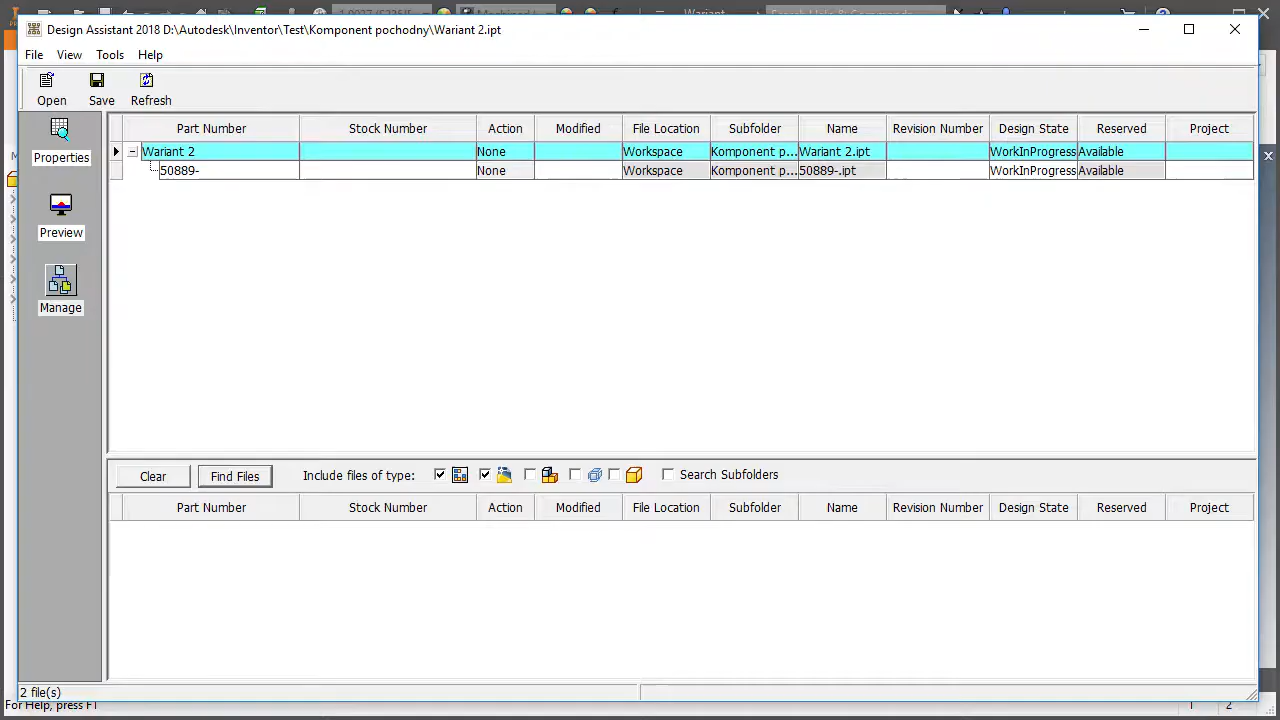 Design Assistant 2018 D:\Autodesk\Inventor\Test\Komponent pochodny\Wariant 2.ipt
File View Tools Help
Open Save Refresh
Properties
Preview
Manage
Part Number Stock Number Action Modified File Location Subfolder Name Revision Number Design State Reserved Project
Wariant 2 None Workspace Komponent p... Wariant 2.ipt WorkInProgress Available
50889- None Workspace Komponent p... 50889-.ipt WorkInProgress Available
Clear Find Files Include files of type: Search Subfolders
Part Number Stock Number Action Modified File Location Subfolder Name Revision Number Design State Reserved Project
2 file(s)
For Help, press F1 1 2